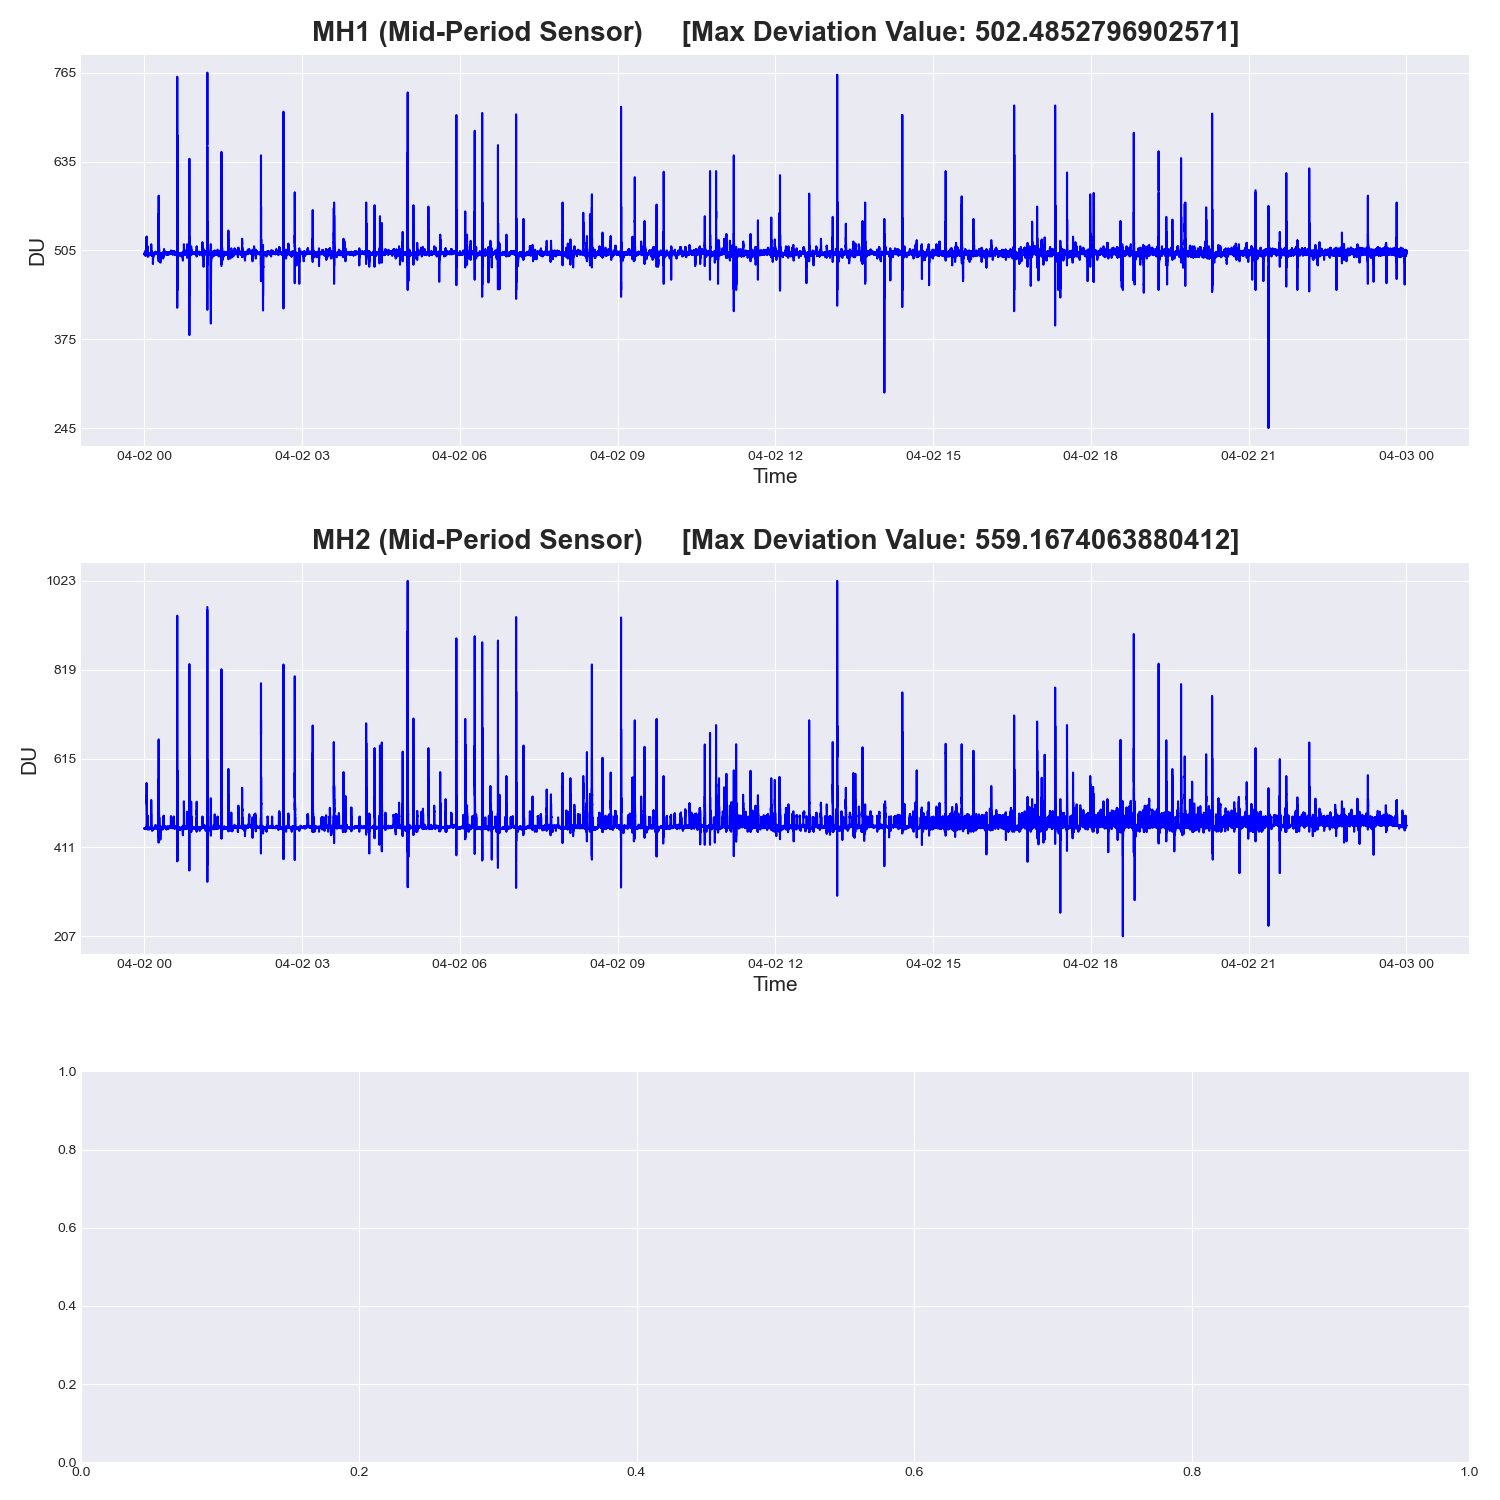 MH1 (Mid-Period Sensor) [Max Deviation Value: 502.4852796902571]
765
635
505
375
245
DU
04-02 00 04-02 03 04-02 06 04-02 09 04-02 12 04-02 15 04-02 18 04-02 21 04-03 00
Time
MH2 (Mid-Period Sensor) [Max Deviation Value: 559.1674063880412]
1023
819
615
411
207
DU
04-02 00 04-02 03 04-02 06 04-02 09 04-02 12 04-02 15 04-02 18 04-02 21 04-03 00
Time
1.0
0.8
0.6
0.4
0.2
0.0
0.0 0.2 0.4 0.6 0.8 1.0